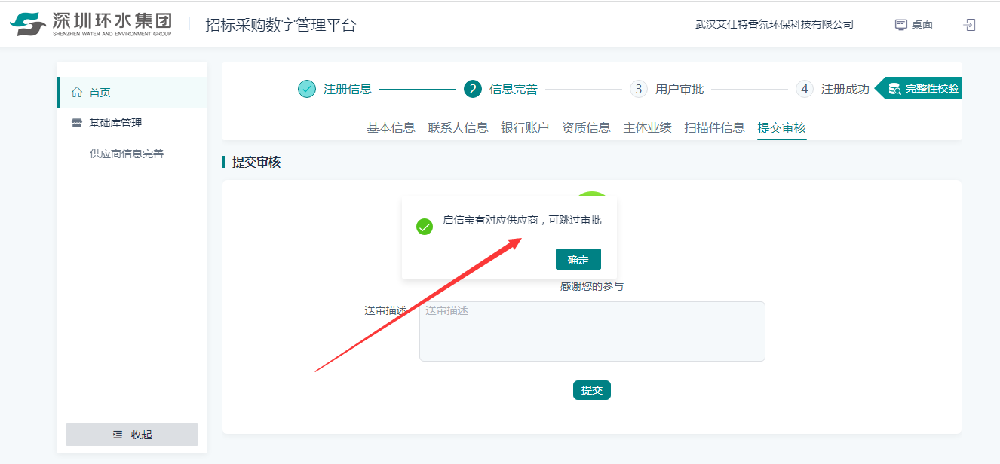 深圳环水集团
SHENZHEN WATER AND ENVIRONMENT GROUP
招标采购数字管理平台
武汉艾仕特香氛环保科技有限公司
桌面
首页
基础库管理
供应商信息完善
收起
注册信息
2 信息完善
3 用户审批
4 注册成功
完整性校验
基本信息 联系人信息 银行账户 资质信息 主体业绩 扫描件信息 提交审核
提交审核
启信宝有对应供应商，可跳过审批
确定
感谢您的参与
送审描述
送审描述
提交